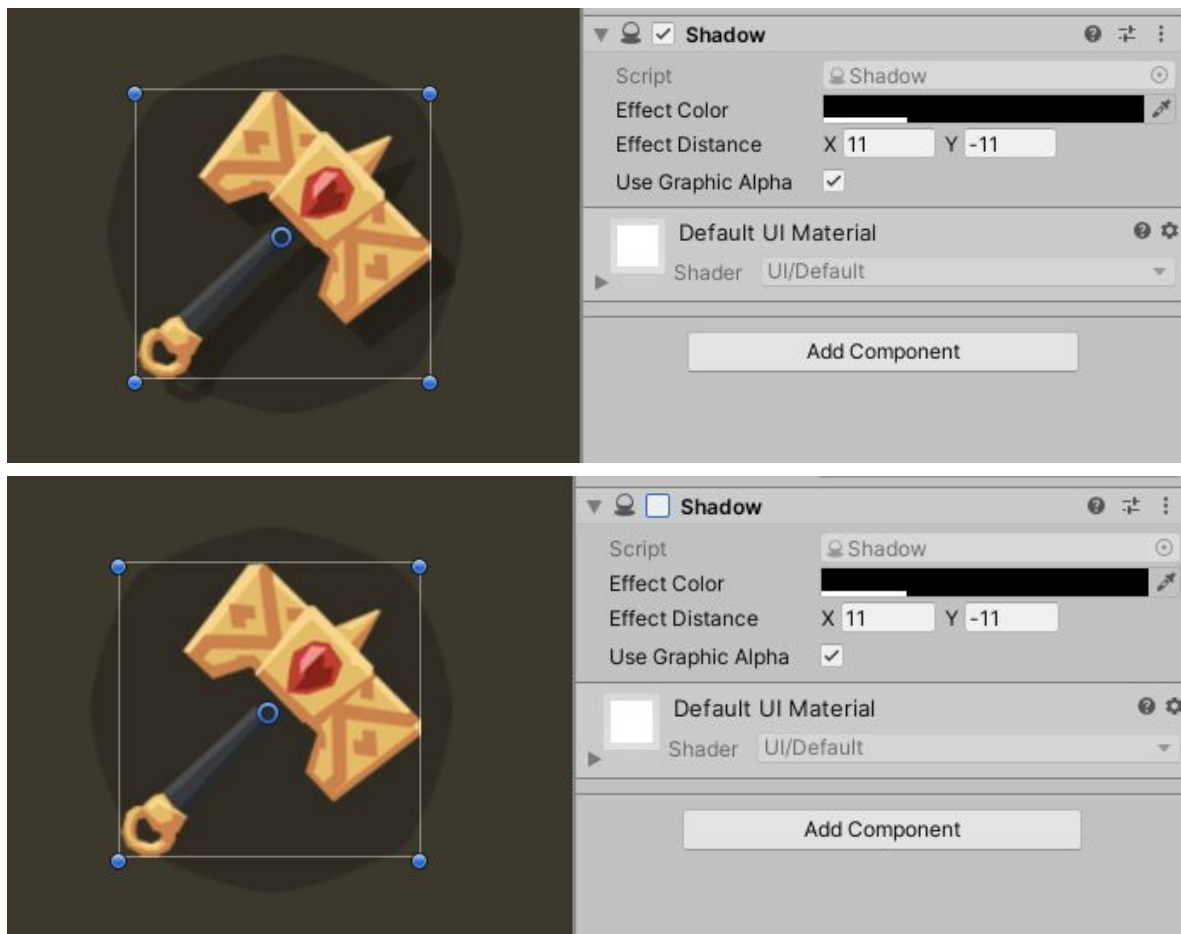 Shadow
Script Shadow
Effect Color
Effect Distance X 11 Y -11
Use Graphic Alpha
Default UI Material
Shader UI/Default
Add Component
Shadow
Script Shadow
Effect Color
Effect Distance X 11 Y -11
Use Graphic Alpha
Default UI Material
Shader UI/Default
Add Component